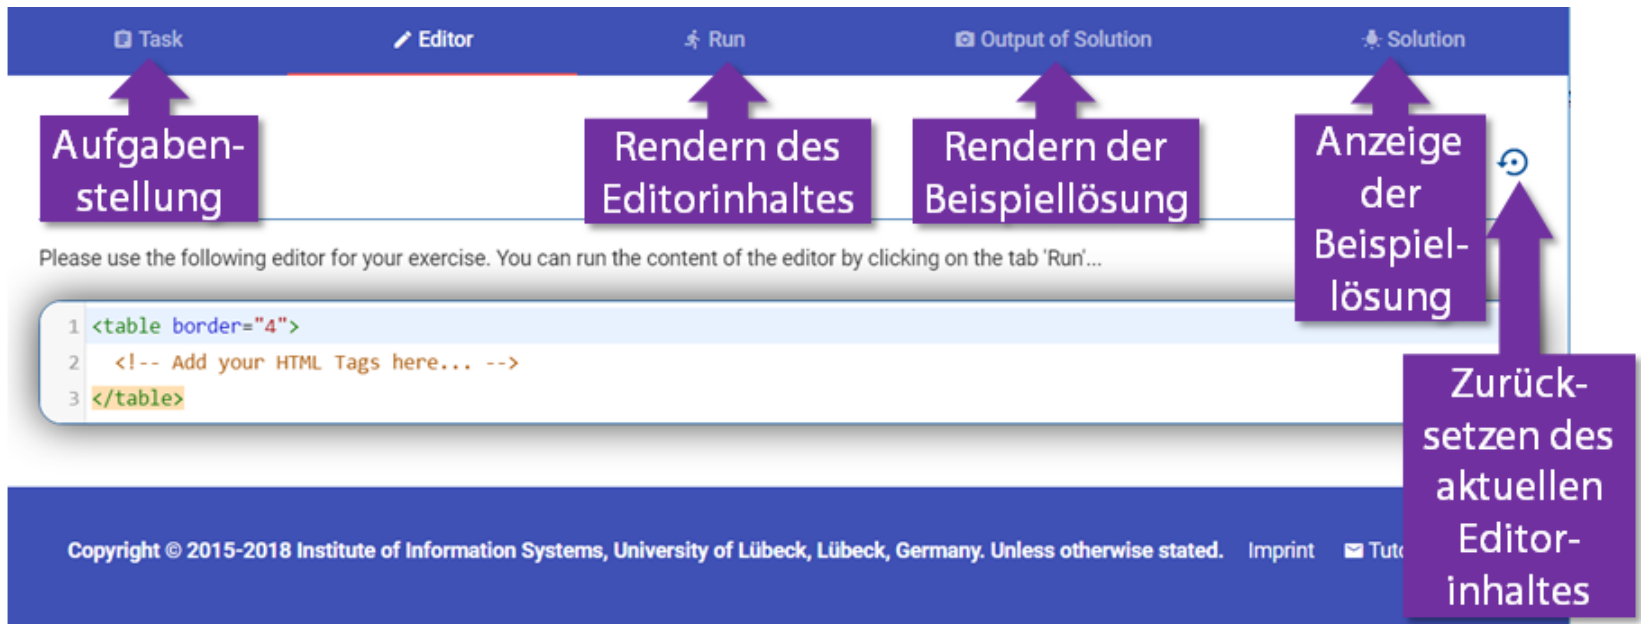 Task Editor Run Output of Solution Solution
Aufgaben-
stellung
Rendern des
Editorinhaltes
Rendern der
Beispiellösung
Anzeige
der
Beispiel-
lösung
Please use the following editor for your exercise. You can run the content of the editor by clicking on the tab 'Run'...
1 <table border="4">
2 <!-- Add your HTML Tags here... -->
3 </table>
Zurück-
setzen des
aktuellen
Editor-
inhaltes
Copyright © 2015-2018 Institute of Information Systems, University of Lübeck, Lübeck, Germany. Unless otherwise stated. Imprint